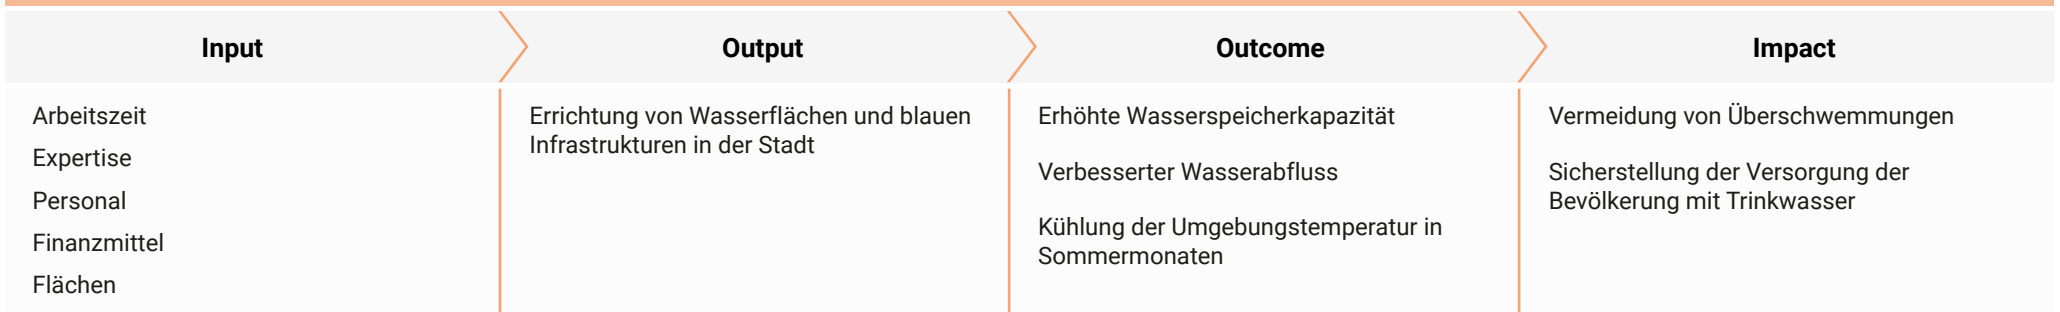 Input
Output
Outcome
Impact
Arbeitszeit
Expertise
Personal
Finanzmittel
Flächen
Errichtung von Wasserflächen und blauen
Infrastrukturen in der Stadt
Erhöhte Wasserspeicherkapazität
Verbesserter Wasserabfluss
Kühlung der Umgebungstemperatur in
Sommermonaten
Vermeidung von Überschwemmungen
Sicherstellung der Versorgung der
Bevölkerung mit Trinkwasser